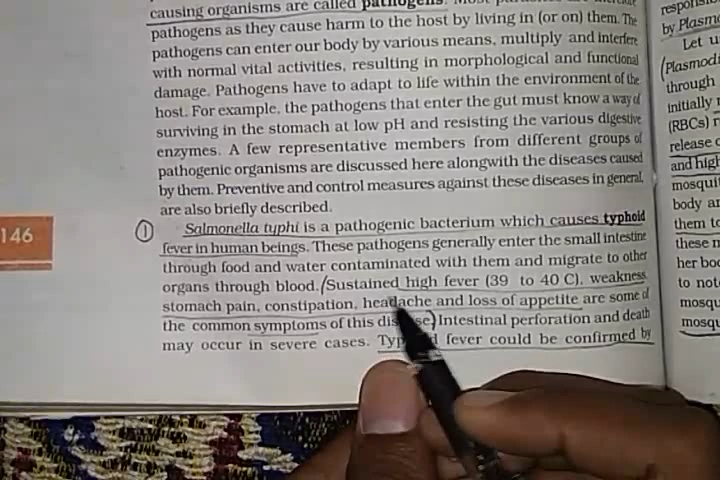 causing organisms are called pathogens. Most parasites are therefore
pathogens as they cause harm to the host by living in (or on) them. The
pathogens can enter our body by various means, multiply and interfere
with normal vital activities, resulting in morphological and functional
damage. Pathogens have to adapt to life within the environment of the
host. For example, the pathogens that enter the gut must know a way of
surviving in the stomach at low pH and resisting the various digestive
enzymes. A few representative members from different groups of
pathogenic organisms are discussed here alongwith the diseases caused
by them. Preventive and control measures against these diseases in general,
are also briefly described.
1 Salmonella typhi is a pathogenic bacterium which causes typhoid
fever in human beings. These pathogens generally enter the small intestine
through food and water contaminated with them and migrate to other
organs through blood. (Sustained high fever (39 to 40 C), weakness,
stomach pain, constipation, headache and loss of appetite are some of
the common symptoms of this disease.) Intestinal perforation and death
may occur in severe cases. Typhoid fever could be confirmed by
146
by Plasm
Let u
(Plasmodi
through
initially
(RBCs) r
release o
and high
mosquit
body ar
them to
these n
her boo
to not
mosq
mosqu